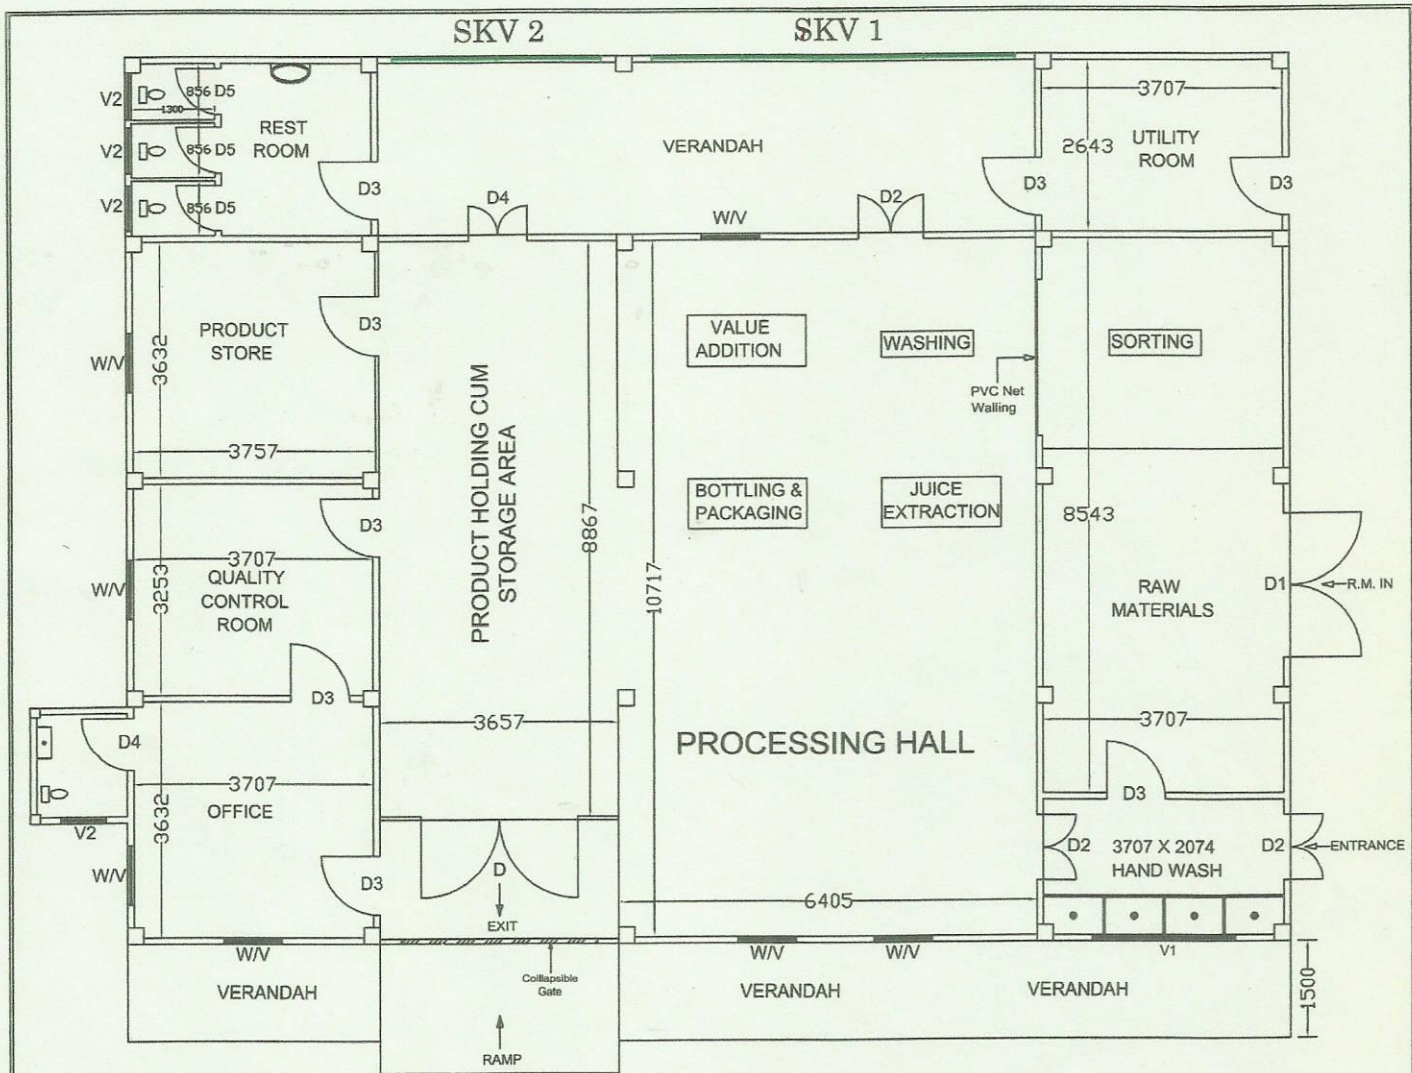 SKV 2
SKV 1
V2
856 D5
1300
REST
ROOM
V2
856 D5
V2
856 D5
D3
VERANDAH
D4
D2
W/V
D3
3707
2643
UTILITY
ROOM
D3
PRODUCT
STORE
D3
W/V
3632
3757
PRODUCT HOLDING CUM
STORAGE AREA
8867
10717
VALUE
ADDITION
WASHING
PVC Net
Walling
SORTING
BOTTLING &
PACKAGING
JUICE
EXTRACTION
8543
RAW
MATERIALS
D1
R.M. IN
D3
3707
W/V
3253
QUALITY
CONTROL
ROOM
D3
3657
PROCESSING HALL
3707
D4
3707
3632
OFFICE
V2
W/V
D3
D
EXIT
6405
D3
D2
3707 X 2074
HAND WASH
D2
ENTRANCE
W/V
Colllapsible
Gate
W/V
W/V
V1
VERANDAH
VERANDAH
VERANDAH
1500
RAMP